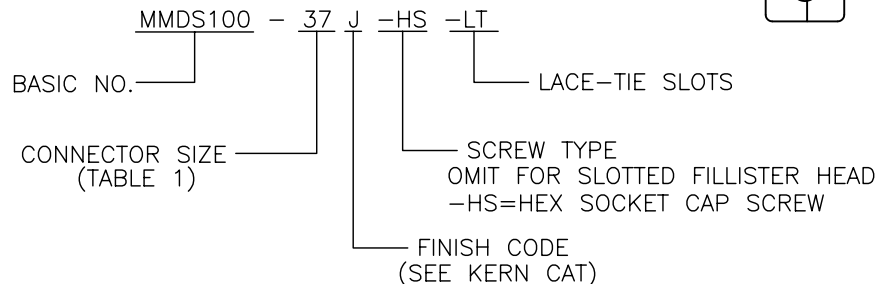 MMDS100 - 37 J -HS -LT
BASIC NO.
LACE-TIE SLOTS
CONNECTOR SIZE
(TABLE 1)
SCREW TYPE
OMIT FOR SLOTTED FILLISTER HEAD
-HS=HEX SOCKET CAP SCREW
FINISH CODE
(SEE KERN CAT)